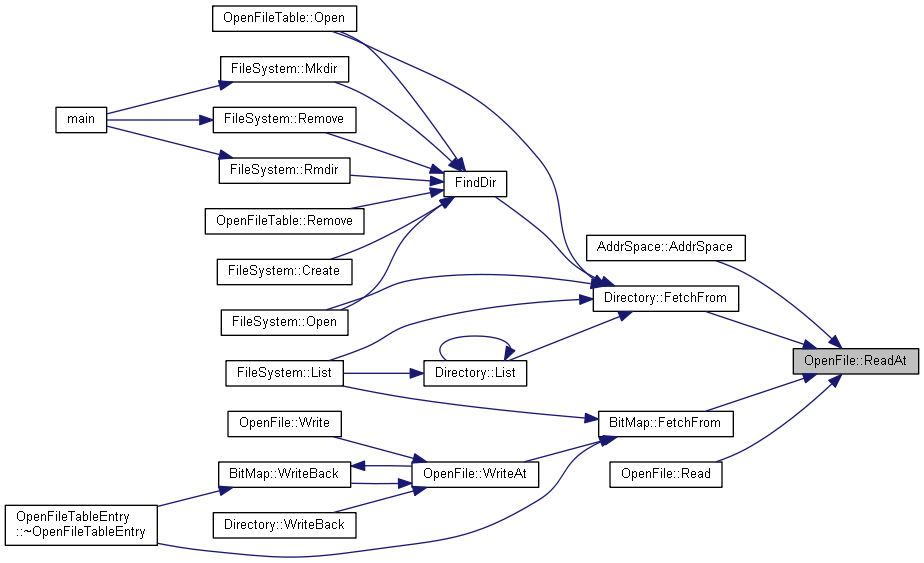 OpenFileTable::Open
FileSystem::Mkdir
main
FileSystem::Remove
FileSystem::Rmdir
FindDir
OpenFileTable::Remove
AddrSpace::AddrSpace
FileSystem::Create
Directory::FetchFrom
FileSystem::Open
OpenFile::ReadAt
FileSystem::List
Directory::List
OpenFile::Write
BitMap::FetchFrom
BitMap::WriteBack
OpenFile::WriteAt
OpenFile::Read
OpenFileTableEntry
::~OpenFileTableEntry
Directory::WriteBack